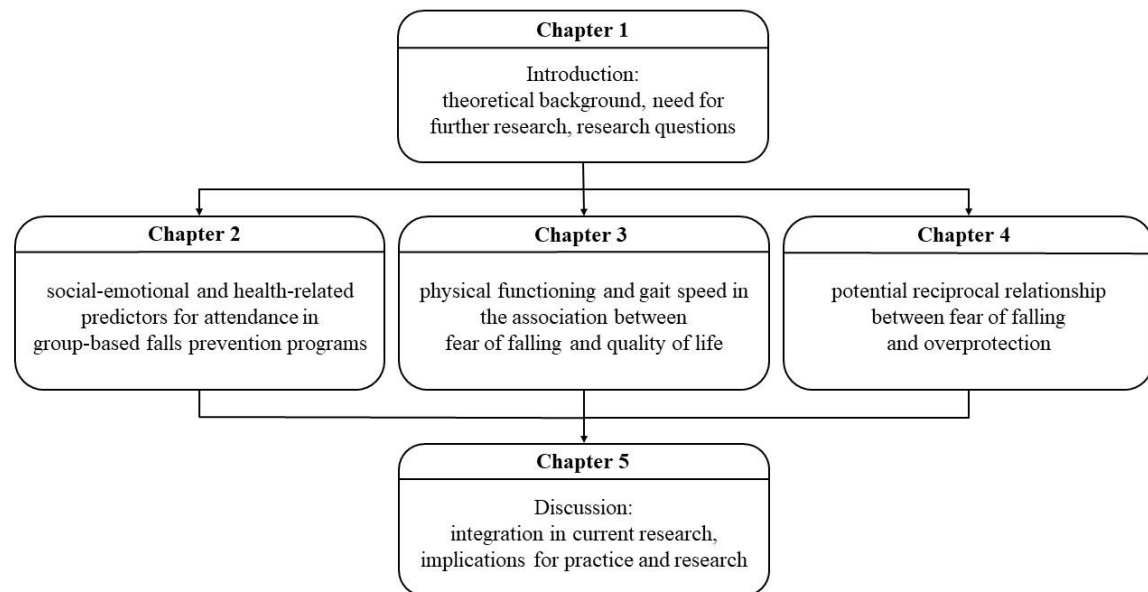 Chapter 1
Introduction:
theoretical background, need for
further research, research questions
Chapter 2
social-emotional and health-related
predictors for attendance in
group-based falls prevention programs
Chapter 3
physical functioning and gait speed in
the association between
fear of falling and quality of life
Chapter 4
potential reciprocal relationship
between fear of falling
and overprotection
Chapter 5
Discussion:
integration in current research,
implications for practice and research